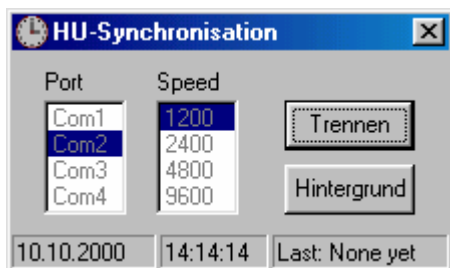 HU-Synchronisation
Port Speed
Com1 1200
Com2 2400
Com3 4800
Com4 9600
Trennen
Hintergrund
10.10.2000 14:14:14 Last: None yet